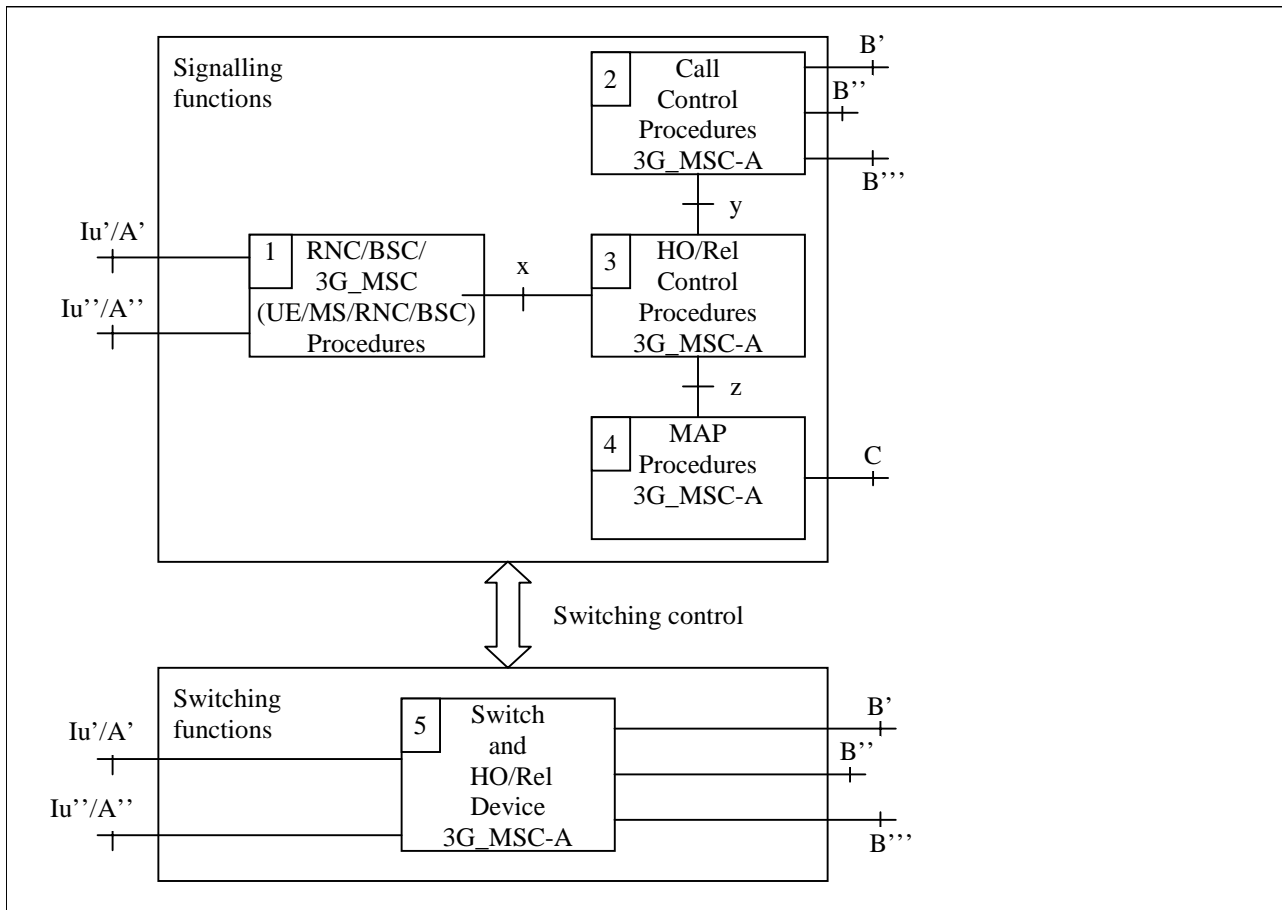 Signalling
functions
2
Call
Control
Procedures
3G_MSC-A
B'
B’’
B’’’
y
Iu’/A’
Iu’’/A’’
1
RNC/BSC/
3G_MSC
(UE/MS/RNC/BSC)
Procedures
x
3
HO/Rel
Control
Procedures
3G_MSC-A
z
4
MAP
Procedures
3G_MSC-A
C
Switching control
Switching
functions
Iu’/A’
Iu’’/A’’
5
Switch
and
HO/Rel
Device
3G_MSC-A
B’
B’’
B’’’